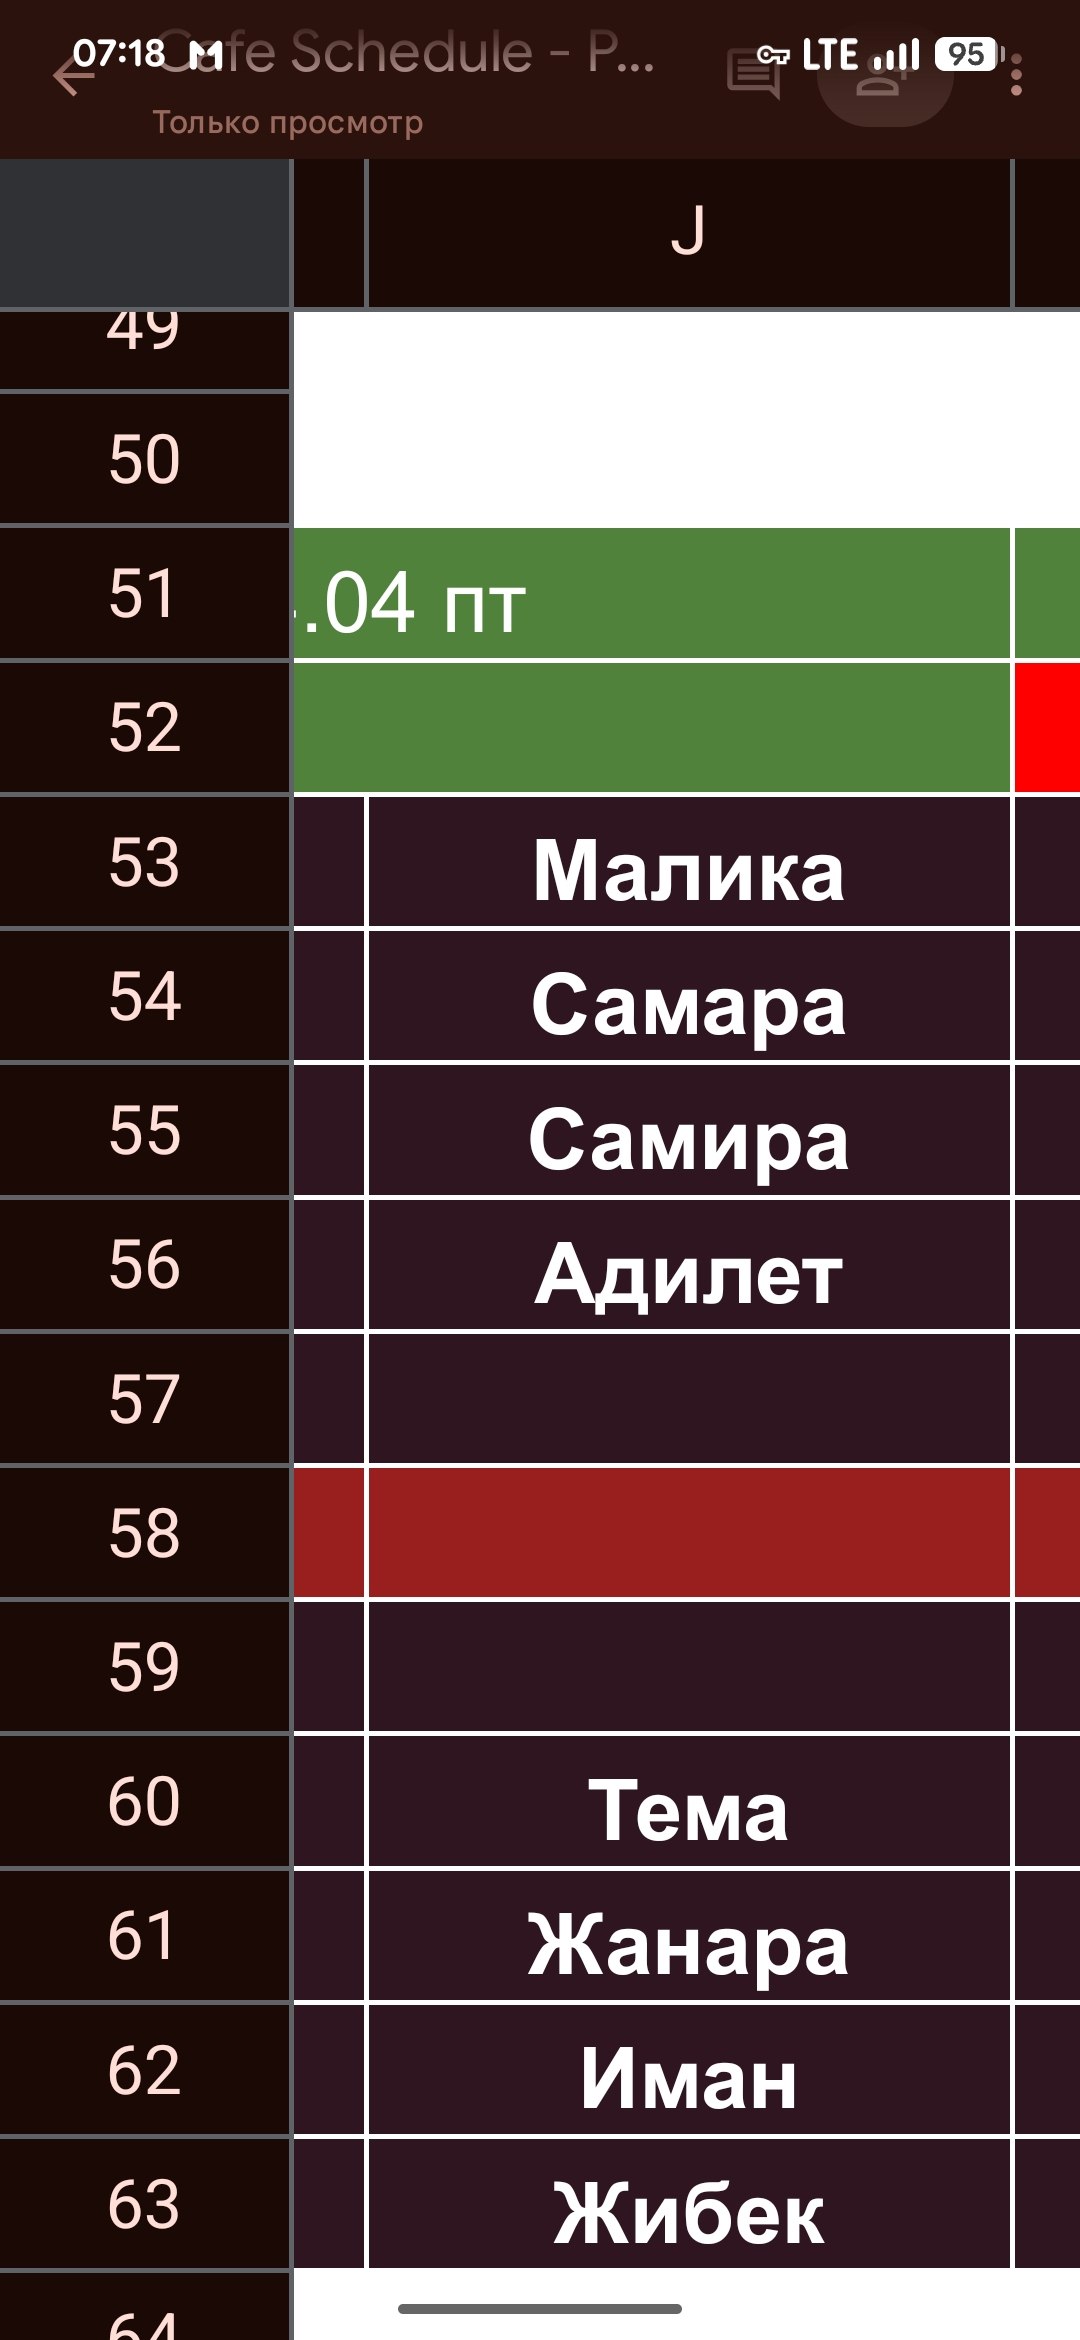 07:18 LTE 95
Cafe Schedule - P...
Только просмотр
J
49
50
51 .04 пт
52
53 Малика
54 Самара
55 Самира
56 Адилет
57
58
59
60 Тема
61 Жанара
62 Иман
63 Жибек
64